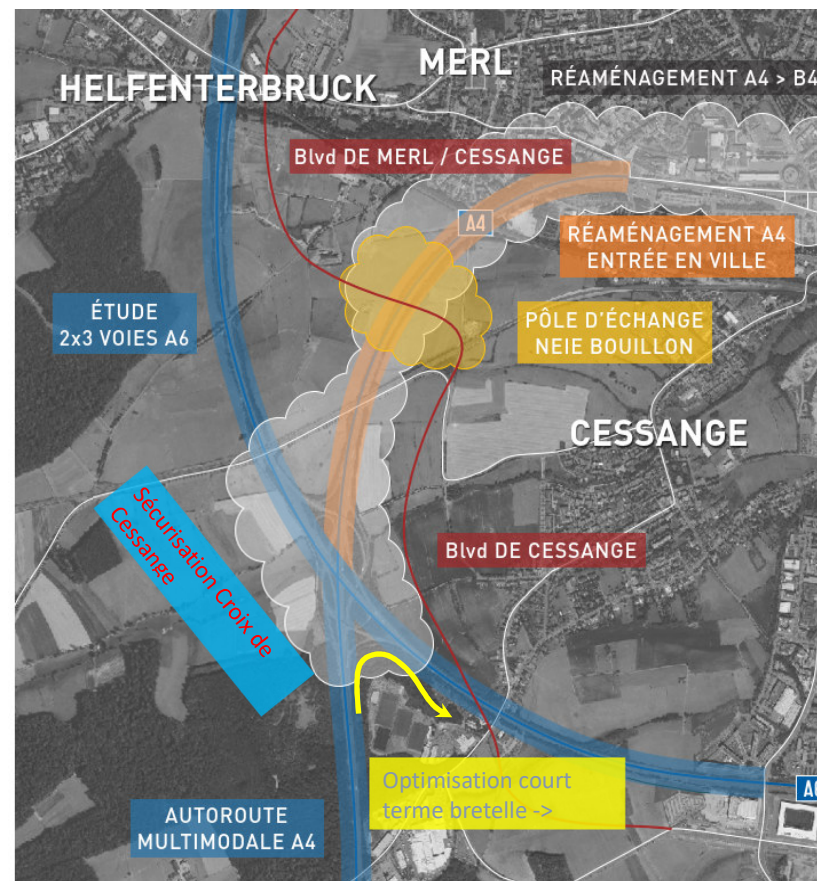 MERL
HELFENTERBRUCK
RÉAMÉNAGEMENT A4 > B4
Blvd DE MERL / CESSANGE
A4
RÉAMÉNAGEMENT A4
ENTRÉE EN VILLE
ÉTUDE
2x3 VOIES A6
PÔLE D'ÉCHANGE
NEIE BOUILLON
CESSANGE
Sécurisation Croix de
Cessange
Blvd DE CESSANGE
Optimisation court
terme bretelle ->
AUTOROUTE
MULTIMODALE A4